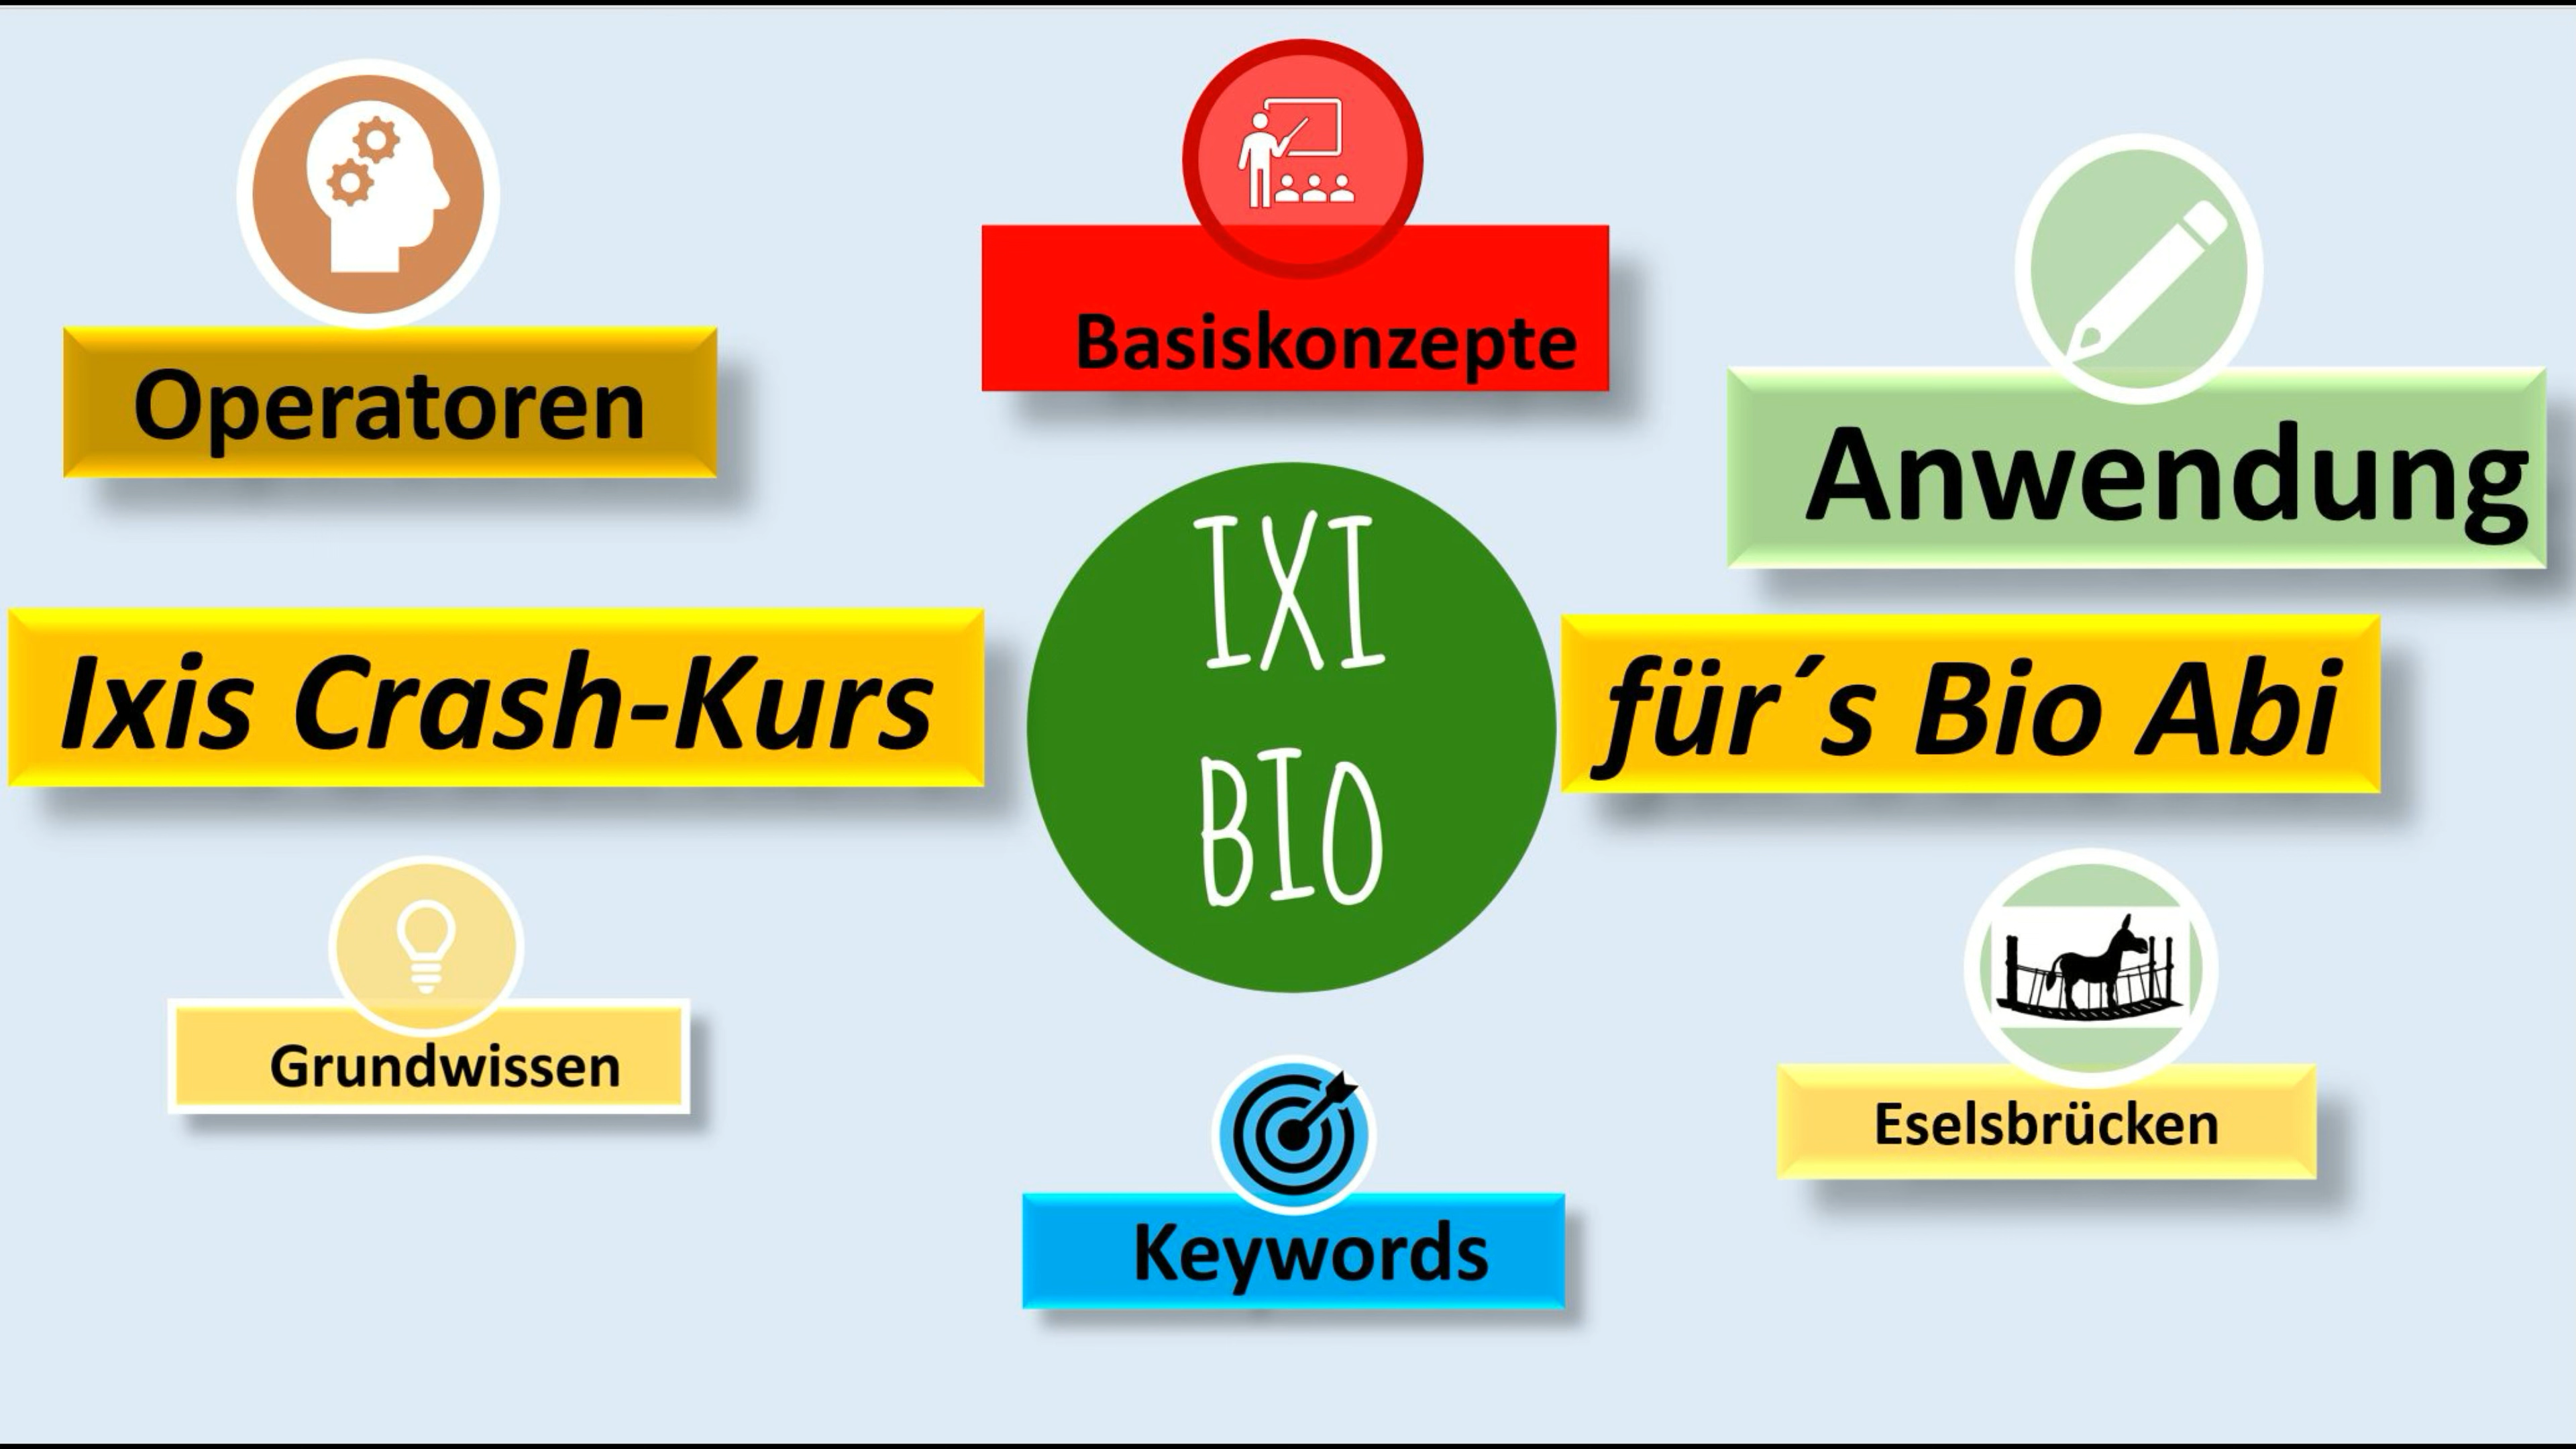 Operatoren
Basiskonzepte
Anwendung
Ixis Crash-Kurs
IXI
BIO
für´s Bio Abi
Grundwissen
Keywords
Eselsbrücken